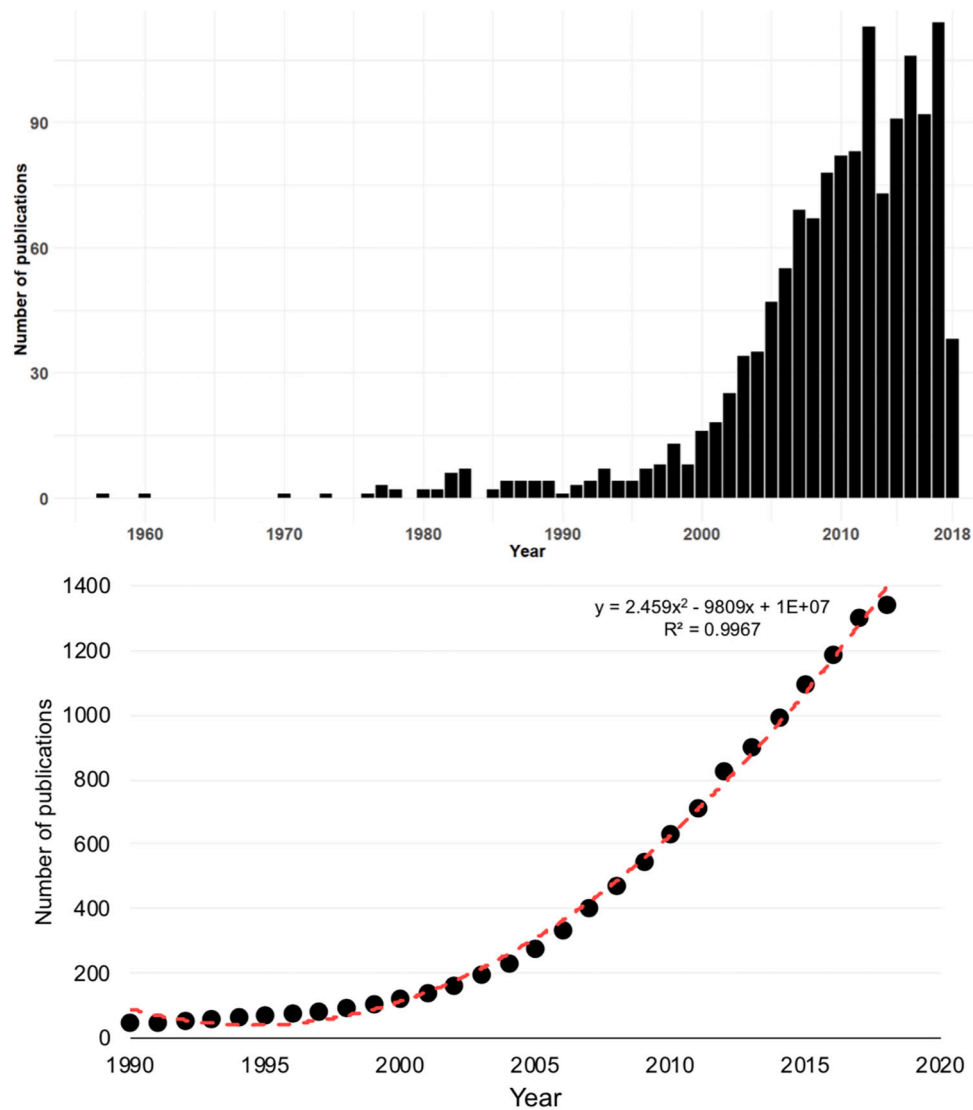 Number of publications
90
60
30
0
1960 1970 1980 1990 2000 2010 2018
Year
y = 2.459x² - 9809x + 1E+07
R² = 0.9967
Number of publications
1400
1200
1000
800
600
400
200
0
1990 1995 2000 2005 2010 2015 2020
Year